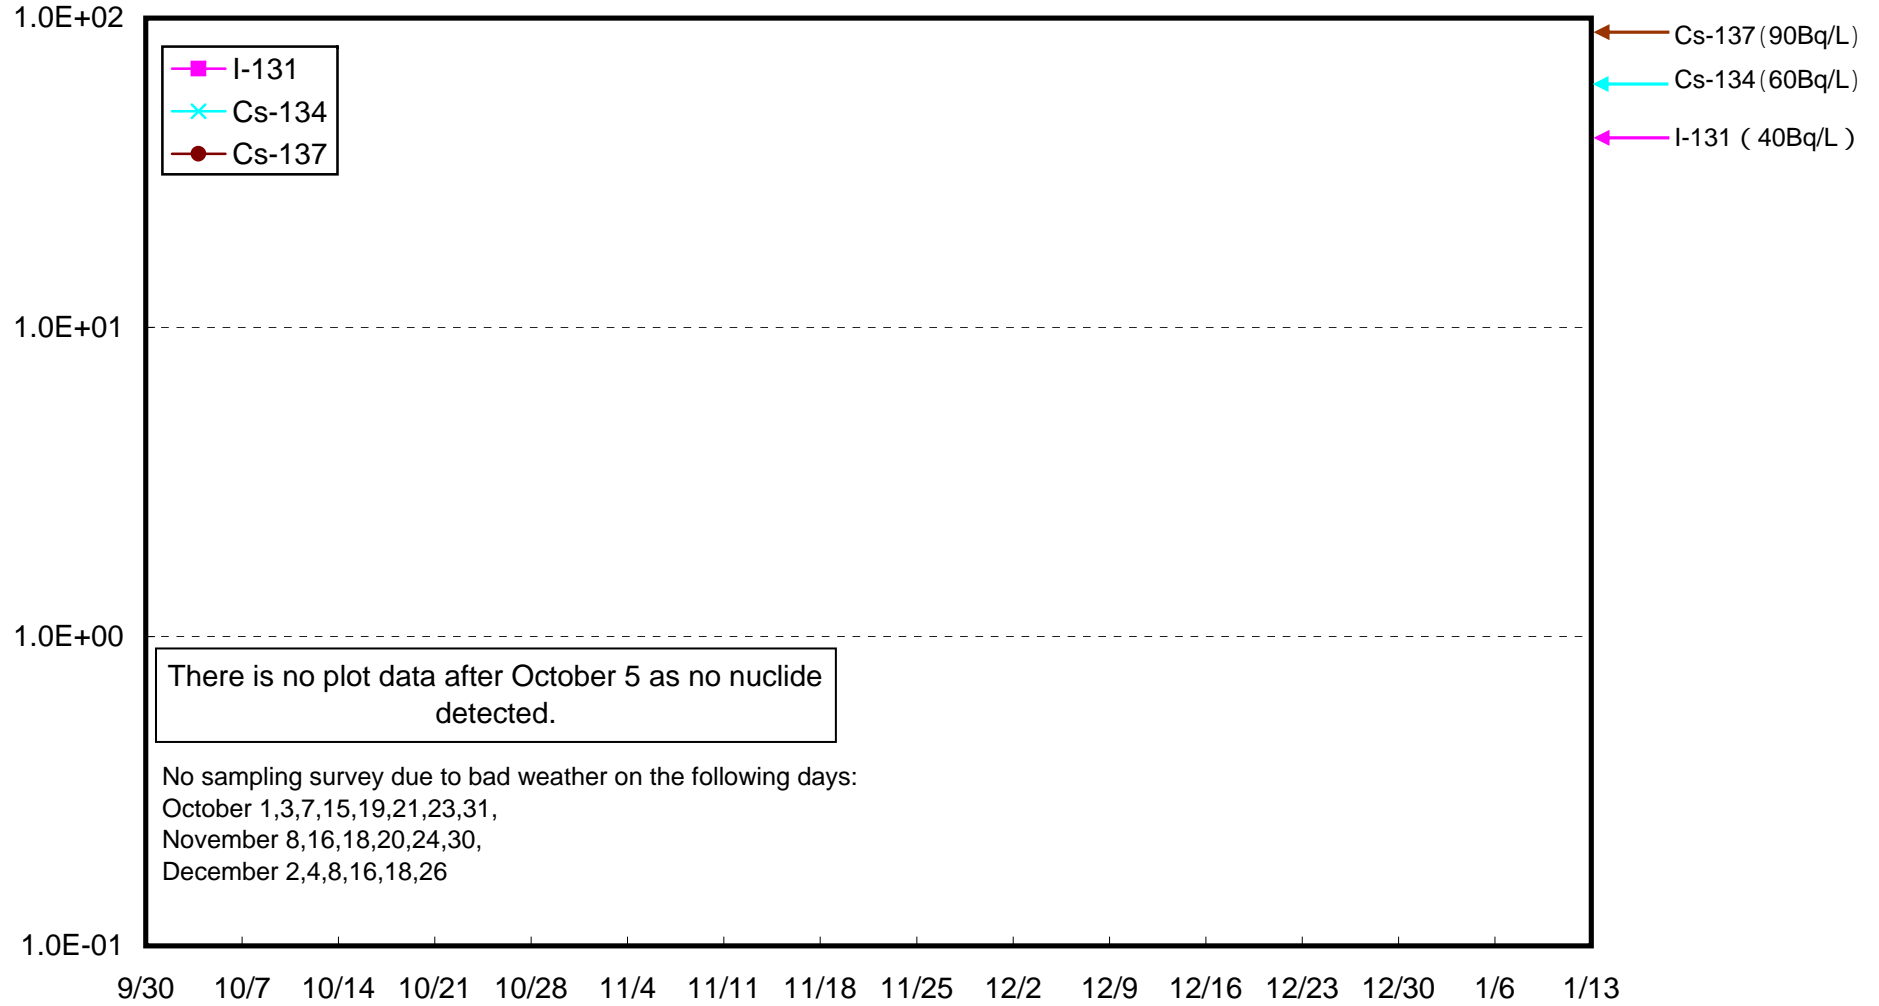 1.0E+02
1.0E+01
1.0E+00
1.0E-01
I-131
Cs-134
Cs-137
Cs-137(90Bq/L)
Cs-134(60Bq/L)
I-131 ( 40Bq/L )
There is no plot data after October 5 as no nuclide
detected.
No sampling survey due to bad weather on the following days:
October 1,3,7,15,19,21,23,31,
November 8,16,18,20,24,30,
December 2,4,8,16,18,26
9/30 10/7 10/14 10/21 10/28 11/4 11/11 11/18 11/25 12/2 12/9 12/16 12/23 12/30 1/6 1/13